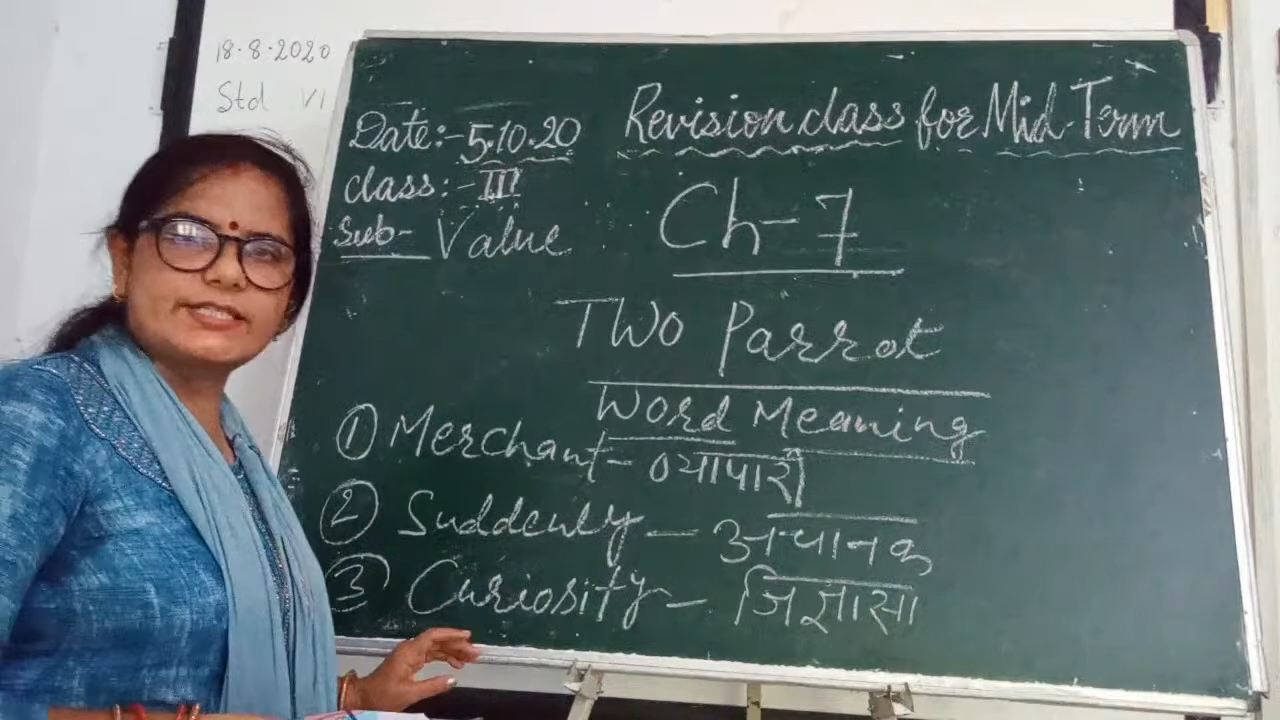 18.8.2020
Std VI
Date:- 5.10.20
Revision class for Mid-Term
class:- III
Sub- Value
Ch-7
Two Parrot
Word Meaning
① Merchant- व्यापारी
② Suddenly - अचानक
③ Curiosity - जिज्ञासा